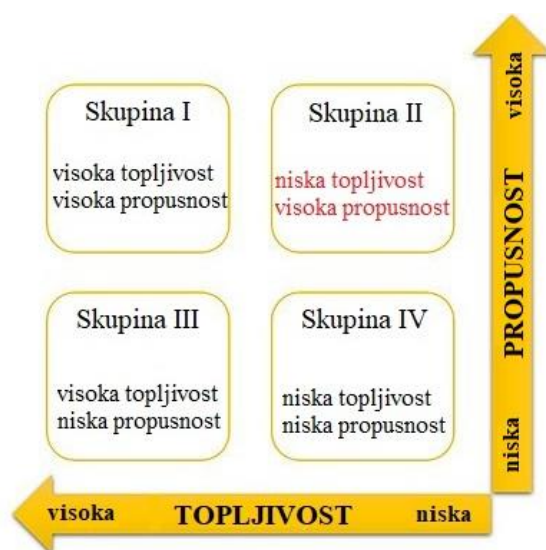 Skupina I
visoka topljivost
visoka propusnost
Skupina II
niska topljivost
visoka propusnost
Skupina III
visoka topljivost
niska propusnost
Skupina IV
niska topljivost
niska propusnost
visoka
PROPUSNOST
niska
visoka TOPLJIVOST niska